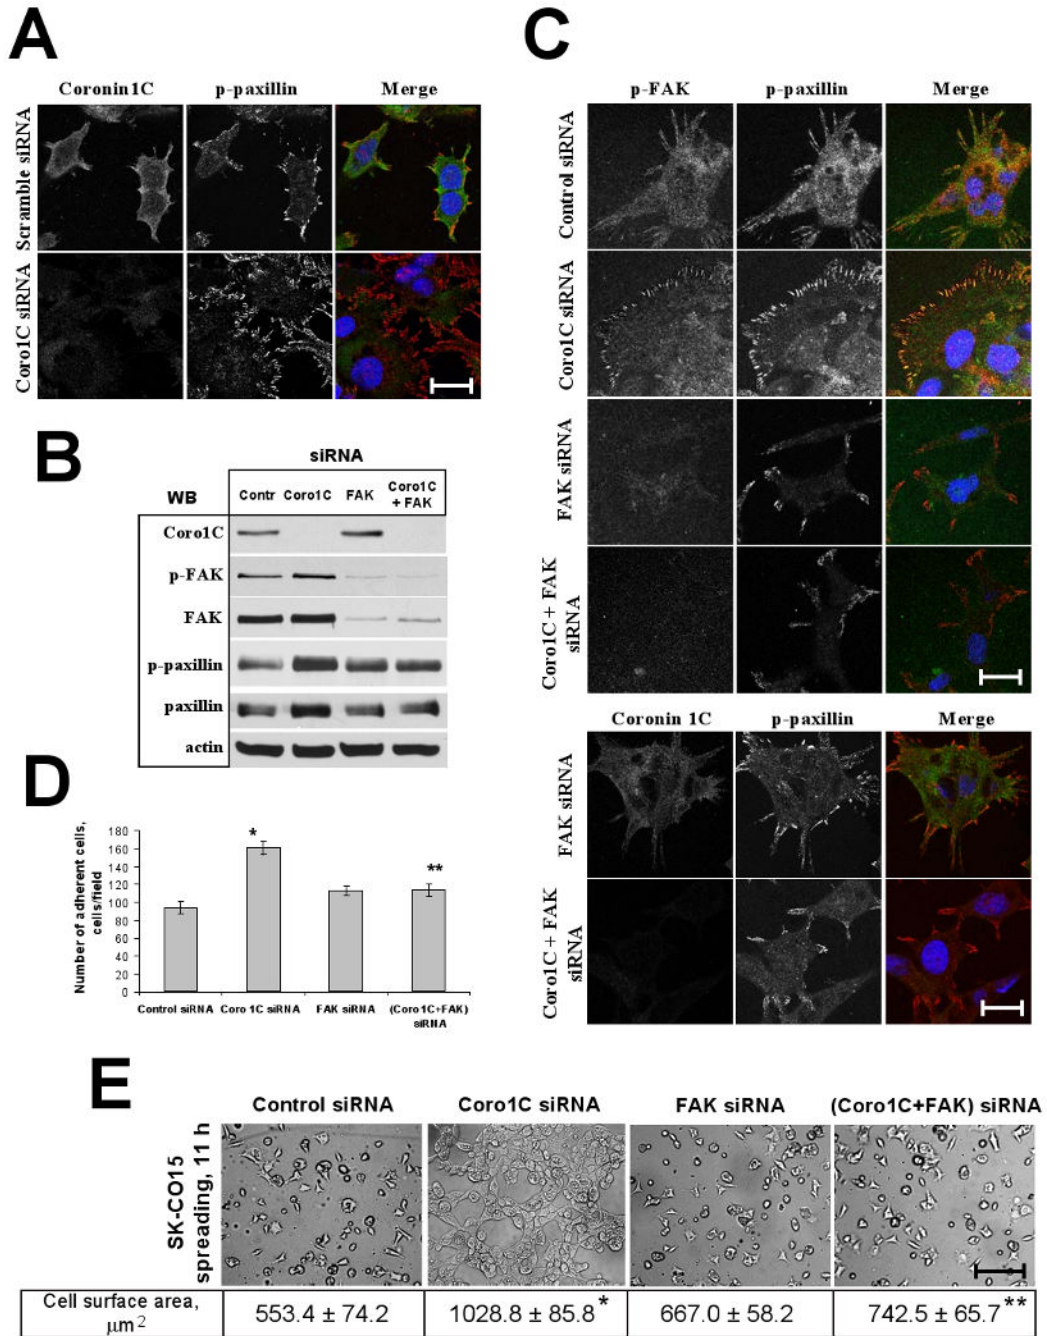 A
Coronin1C p-paxillin Merge
Scramble siRNA
Coro1C siRNA
B
siRNA
WB Contr Coro1C FAK Coro1C
+ FAK
Coro1C
p-FAK
FAK
p-paxillin
paxillin
actin
C
p-FAK p-paxillin Merge
Control siRNA
Coro1C siRNA
FAK siRNA
Coro1C + FAK
siRNA
Coronin 1C p-paxillin Merge
FAK siRNA
Coro1C + FAK
siRNA
D
Number of adherent cells,
cells/field
180
160
140
120
100
80
60
40
20
0
*
**
Control siRNA Coro 1C siRNA FAK siRNA (Coro1C+FAK)
siRNA
E
Control siRNA Coro1C siRNA FAK siRNA (Coro1C+FAK) siRNA
SK-CO15
spreading, 11 h
Cell surface area,
μm2
553.4 ± 74.2 1028.8 ± 85.8* 667.0 ± 58.2 742.5 ± 65.7**